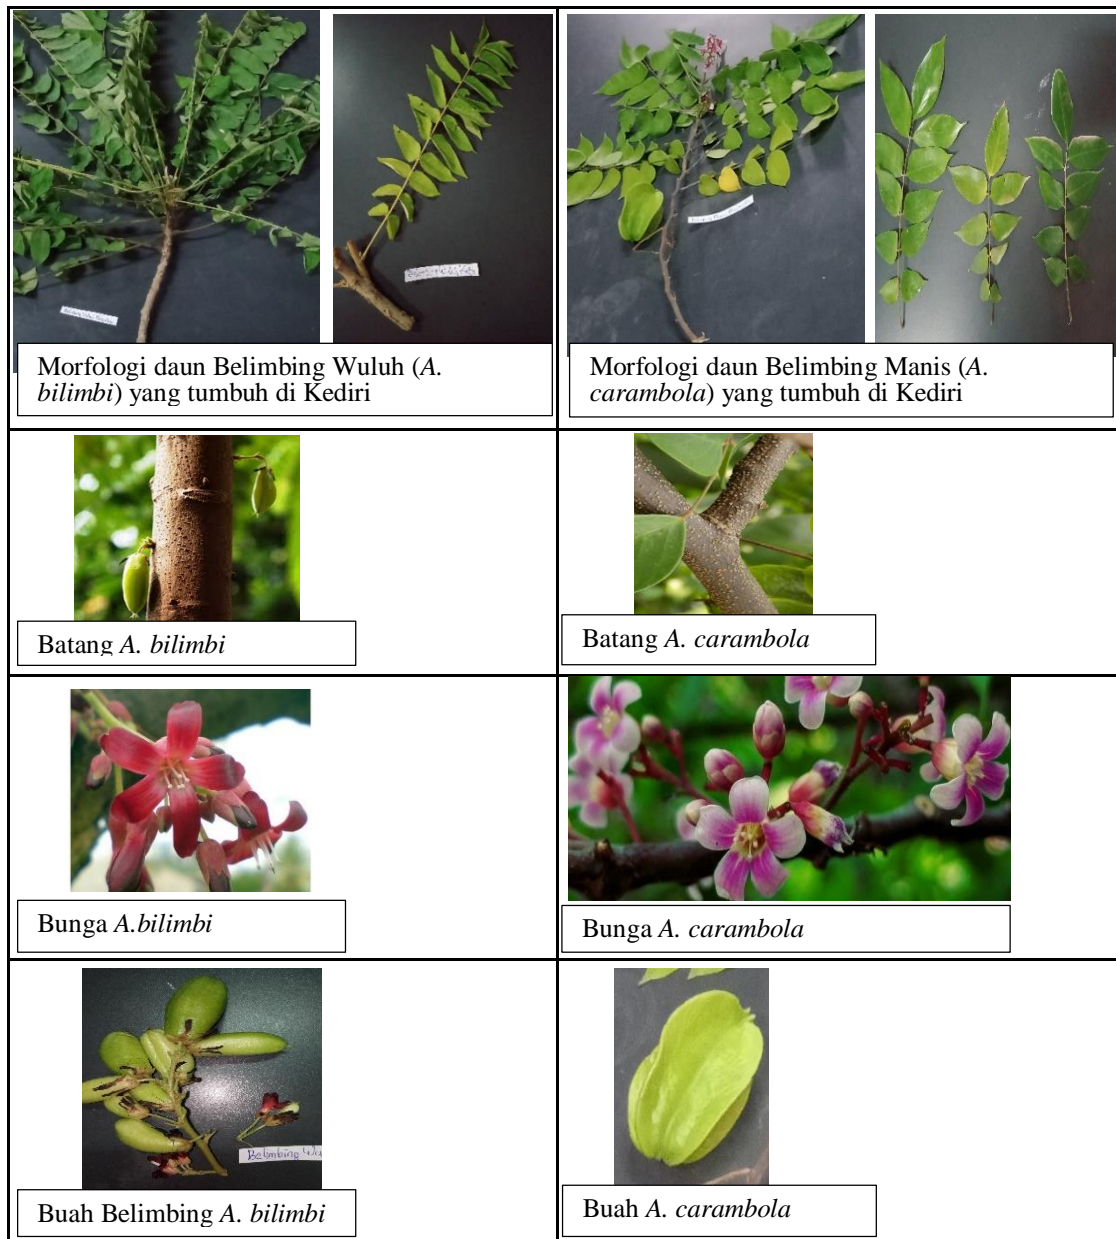 Morfologi daun Belimbing Wuluh (A.
bilimbi) yang tumbuh di Kediri
Morfologi daun Belimbing Manis (A.
carambola) yang tumbuh di Kediri
Batang A. bilimbi
Batang A. carambola
Bunga A.bilimbi
Bunga A. carambola
Belimbing
Buah Belimbing A. bilimbi
Buah A. carambola